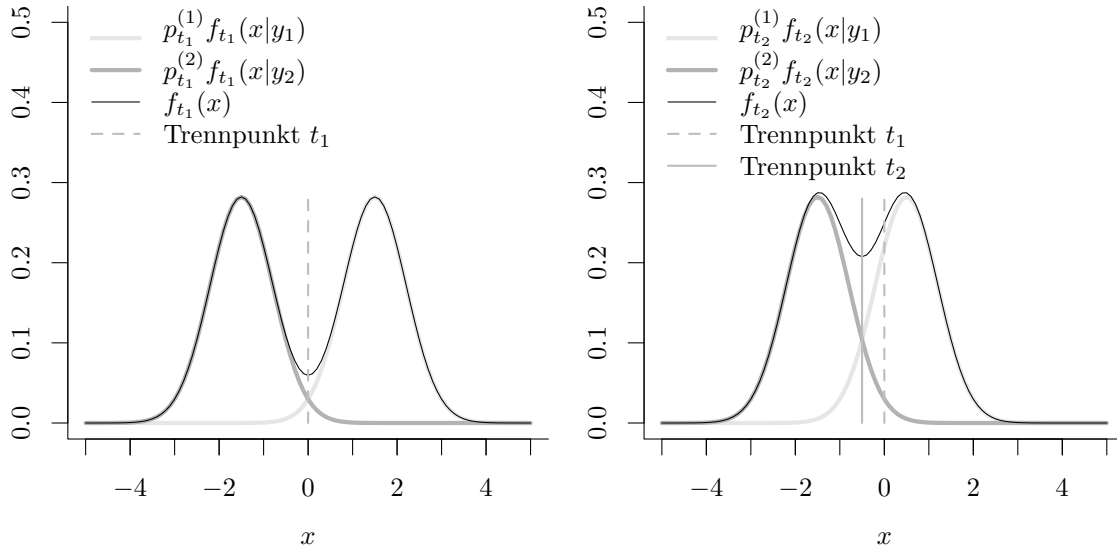 p_{t_1}^{(1)} f_{t_1}(x|y_1)
p_{t_1}^{(2)} f_{t_1}(x|y_2)
f_{t_1}(x)
Trennpunkt t_1
0.0 0.1 0.2 0.3 0.4 0.5
−4 −2 0 2 4
x
p_{t_2}^{(1)} f_{t_2}(x|y_1)
p_{t_2}^{(2)} f_{t_2}(x|y_2)
f_{t_2}(x)
Trennpunkt t_1
Trennpunkt t_2
0.0 0.1 0.2 0.3 0.4 0.5
−4 −2 0 2 4
x